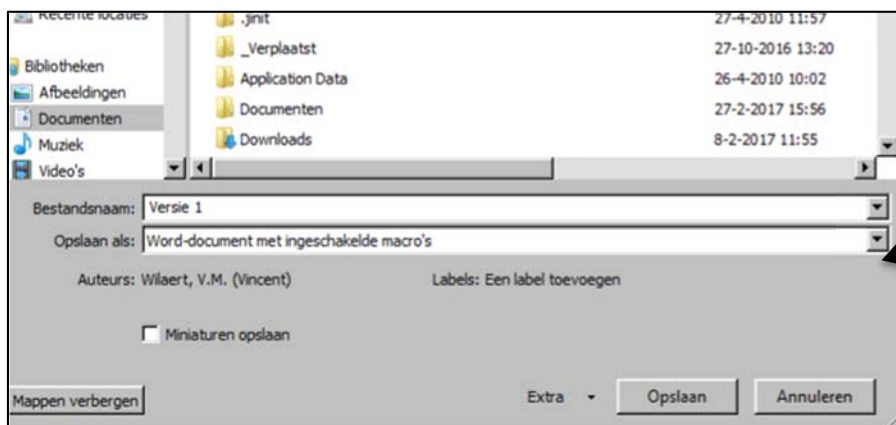 Recente locaties
Bibliotheken
Afbeeldingen
Documenten
Muziek
Video's
.jinit 27-4-2010 11:57
_Verplaatst 27-10-2016 13:20
Application Data 26-4-2010 10:02
Documenten 27-2-2017 15:56
Downloads 8-2-2017 11:55
Bestandsnaam: Versie 1
Opslaan als: Word-document met ingeschakelde macro's
Auteurs: Wilaert, V.M. (Vincent) Labels: Een label toevoegen
Miniaturen opslaan
Mappen verbergen Extra Opslaan Annuleren